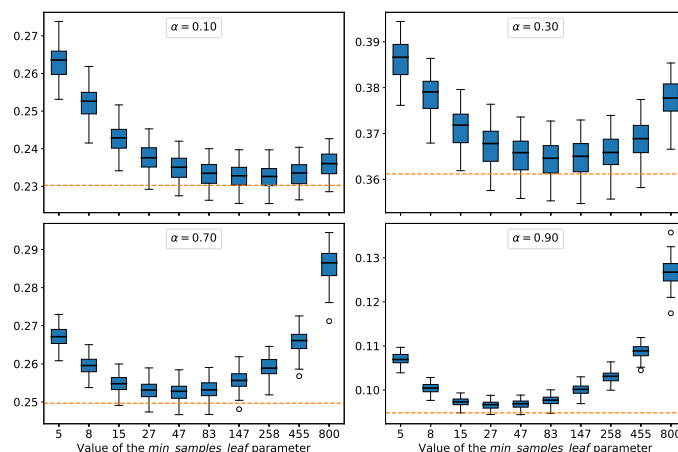 α = 0.10
0.27
0.26
0.25
0.24
0.23
α = 0.30
0.39
0.38
0.37
0.36
α = 0.70
0.29
0.28
0.27
0.26
0.25
5 8 15 27 47 83 147 258 455 800
Value of the min_samples_leaf parameter
α = 0.90
0.13
0.12
0.11
0.10
5 8 15 27 47 83 147 258 455 800
Value of the min_samples_leaf parameter